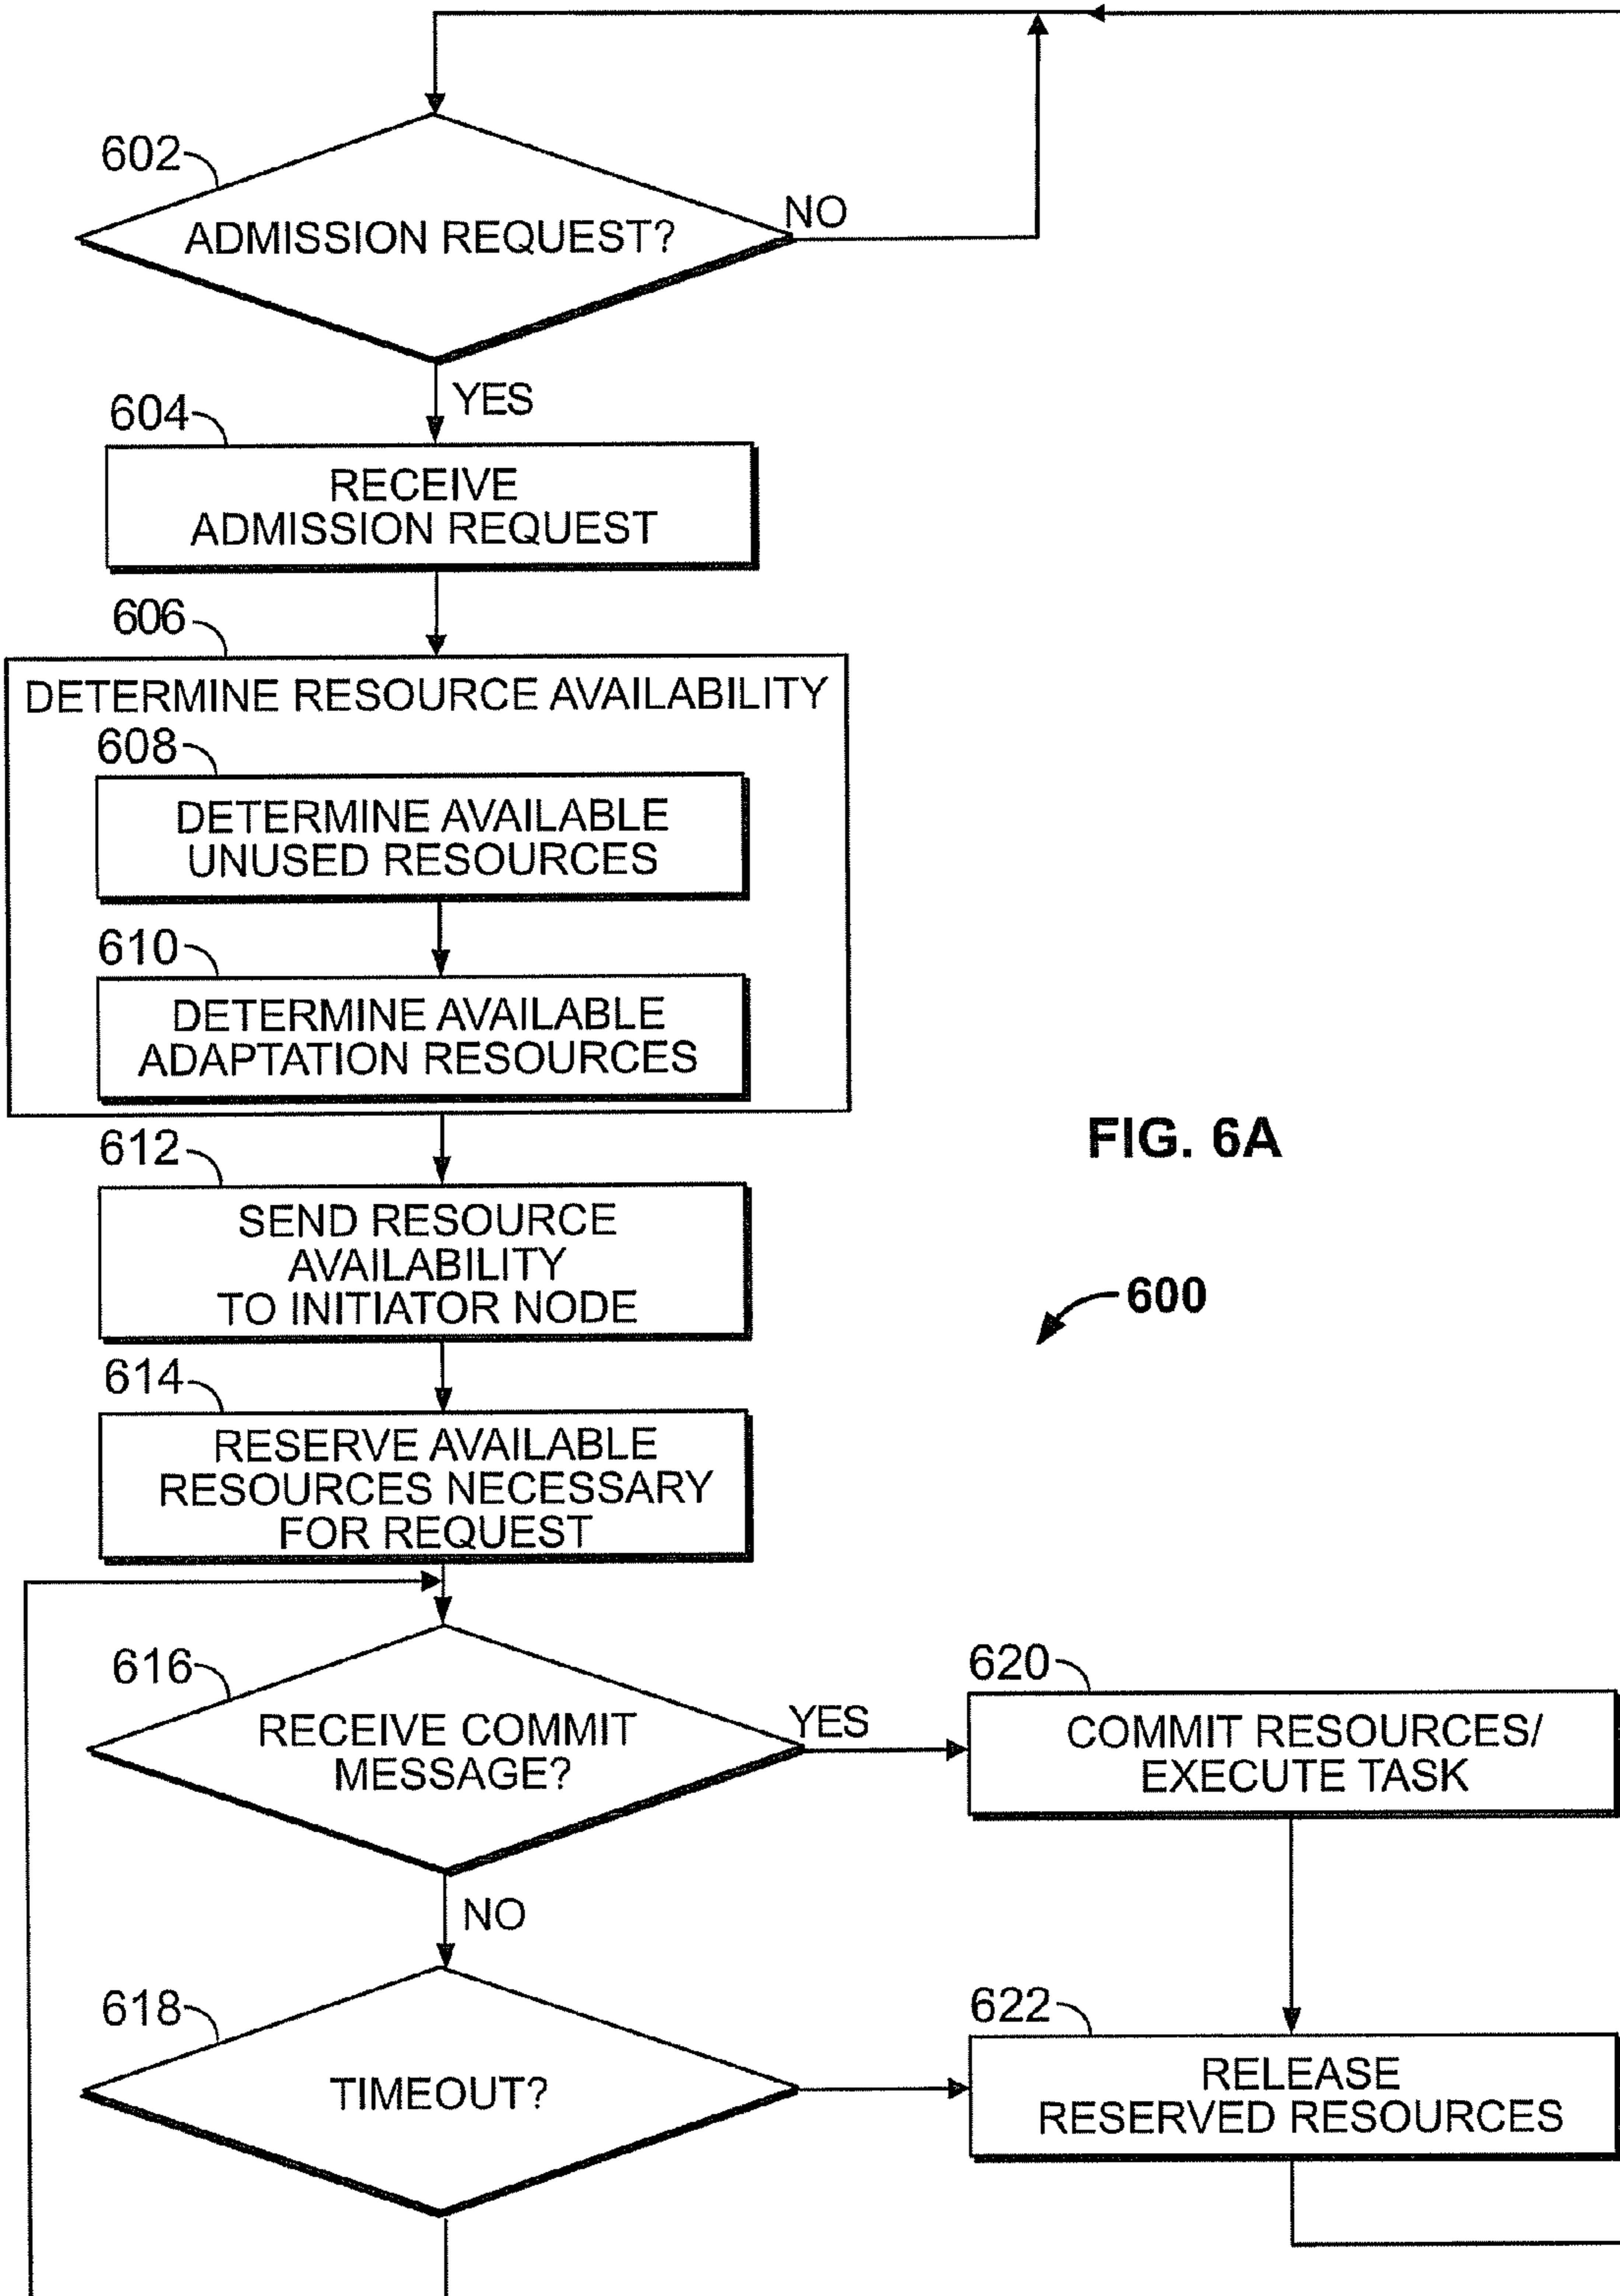 602
ADMISSION REQUEST?
NO
YES
604
RECEIVE
ADMISSION REQUEST
606
DETERMINE RESOURCE AVAILABILITY
608
DETERMINE AVAILABLE
UNUSED RESOURCES
610
DETERMINE AVAILABLE
ADAPTATION RESOURCES
FIG. 6A
612
SEND RESOURCE
AVAILABILITY
TO INITIATOR NODE
600
614
RESERVE AVAILABLE
RESOURCES NECESSARY
FOR REQUEST
616
RECEIVE COMMIT
MESSAGE?
YES
620
COMMIT RESOURCES/
EXECUTE TASK
NO
618
TIMEOUT?
622
RELEASE
RESERVED RESOURCES